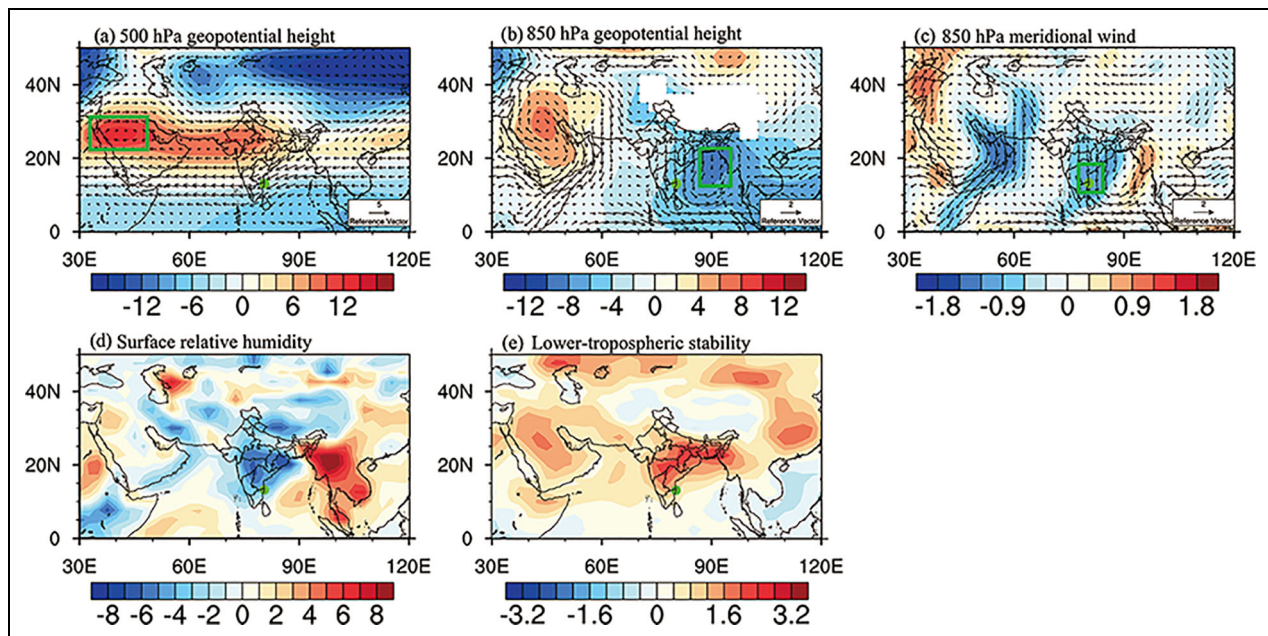 (a) 500 hPa geopotential height
40N
20N
0
5
Reference Vector
30E 60E 90E 120E
-12 -6 0 6 12
(b) 850 hPa geopotential height
40N
20N
0
2
Reference Vector
30E 60E 90E 120E
-12 -8 -4 0 4 8 12
(c) 850 hPa meridional wind
40N
20N
0
2
Reference Vector
30E 60E 90E 120E
-1.8 -0.9 0 0.9 1.8
(d) Surface relative humidity
40N
20N
0
30E 60E 90E 120E
-8 -6 -4 -2 0 2 4 6 8
(e) Lower-tropospheric stability
40N
20N
0
30E 60E 90E 120E
-3.2 -1.6 0 1.6 3.2